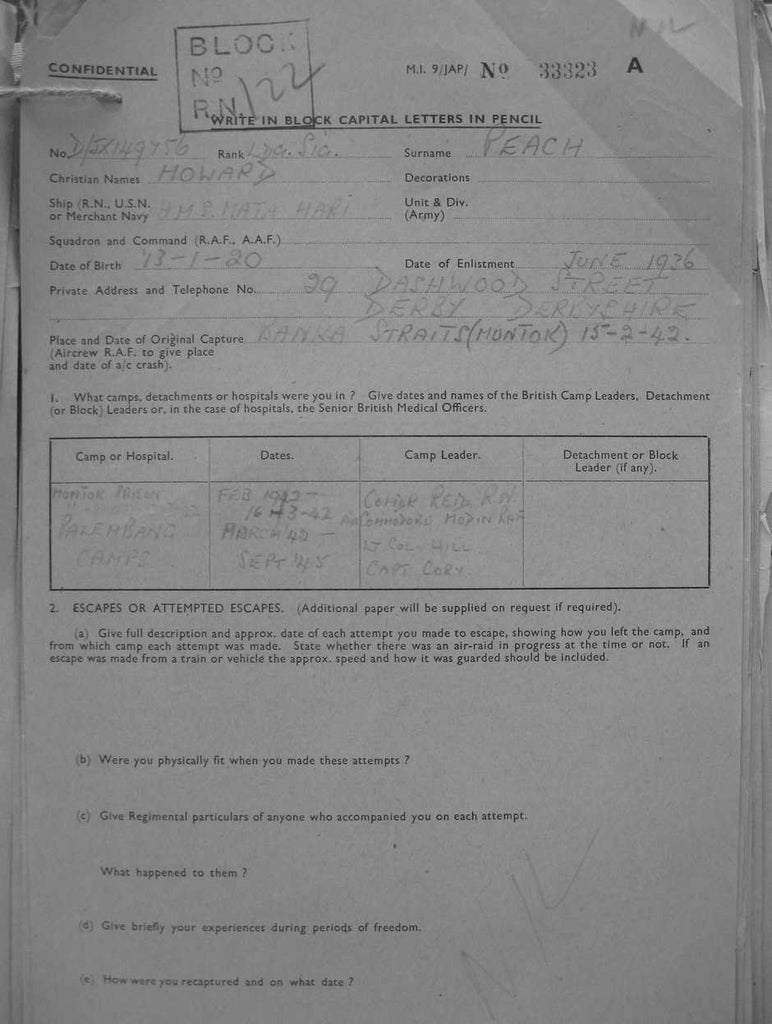 NIL
BLOC
CONFIDENTIAL
M.I. 9/JAP/ No 33323 A
No
R.N. 122
WRITE IN BLOCK CAPITAL LETTERS IN PENCIL
No. D/JX149756 Rank LDG. SIG. Surname PEACH
Christian Names HOWARD Decorations
Ship (R.N., U.S.N. Unit & Div.
or Merchant Navy H.M.S. MATA HARI (Army)
Squadron and Command (R.A.F., A.A.F.)
Date of Birth 13-1-20 Date of Enlistment JUNE 1936
Private Address and Telephone No. 99 DASHWOOD STREET
DERBY DERBYSHIRE
Place and Date of Original Capture BANKA STRAITS (MUNTOK) 15-2-42.
(Aircrew R.A.F. to give place
and date of a/c crash).
1. What camps, detachments or hospitals were you in ? Give dates and names of the British Camp Leaders, Detachment
(or Block) Leaders or, in the case of hospitals, the Senior British Medical Officers.
Camp or Hospital. Dates. Camp Leader. Detachment or Block
Leader (if any).
MUNTOK PRISON FEB 1942- COMDR REID RN
16-3-42 AIR COMMODORE MODIN RAF
PALEMBANG MARCH 42 - LT COL. HILL
CAMPS SEPT 45 CAPT CORY
2. ESCAPES OR ATTEMPTED ESCAPES. (Additional paper will be supplied on request if required).
(a) Give full description and approx. date of each attempt you made to escape, showing how you left the camp, and
from which camp each attempt was made. State whether there was an air-raid in progress at the time or not. If an
escape was made from a train or vehicle the approx. speed and how it was guarded should be included.
(b) Were you physically fit when you made these attempts ?
(c) Give Regimental particulars of anyone who accompanied you on each attempt.
What happened to them ?
(d) Give briefly your experiences during periods of freedom.
(e) How were you recaptured and on what date ?